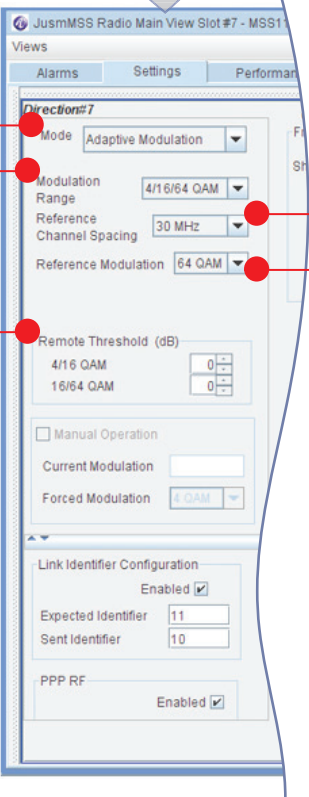 JusmMSS Radio Main View Slot #7 - MSS1
Views
Alarms Settings Performan
Direction#7
Mode Adaptive Modulation
Fr
Sh
Modulation Range 4/16/64 QAM
Reference Channel Spacing 30 MHz
Reference Modulation 64 QAM
Remote Threshold (dB)
4/16 QAM 0
16/64 QAM 0
Manual Operation
Current Modulation
Forced Modulation 4 QAM
Link Identifier Configuration
Enabled
Expected Identifier 11
Sent Identifier 10
PPP RF
Enabled